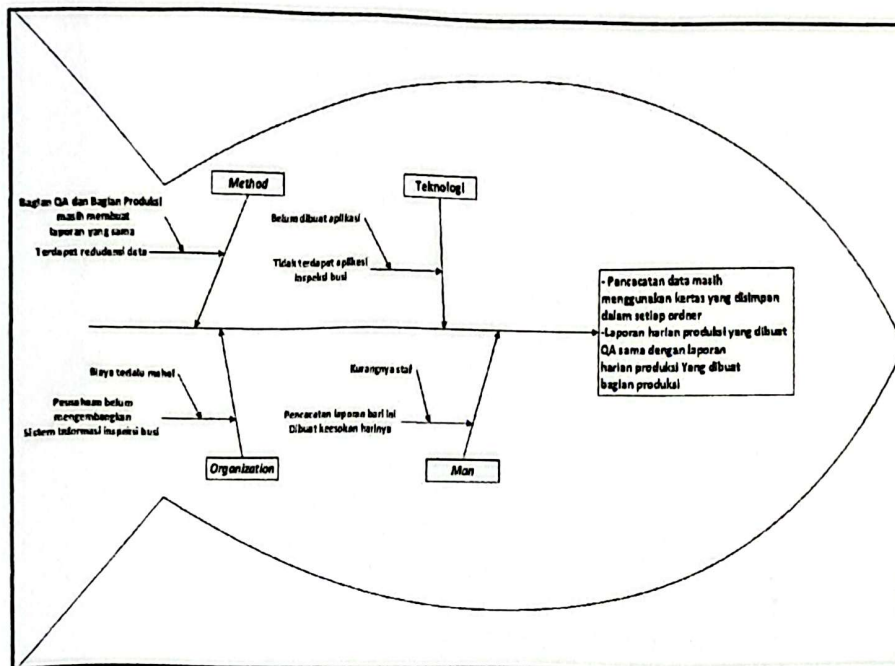 Method
Teknologi
Bagian QA dan Bagian Produksi
masih membuat
laporan yang sama
Terdapat redudansi data
Belum dibuat aplikasi
Tidak terdapat aplikasi
inspeksi busi
- Pencacatan data masih
menggunakan kertas yang disimpan
dalam setiap ordner
-Laporan harian produksi yang dibuat
QA sama dengan laporan
harian produksi Yang dibuat
bagian produksi
Biaya terlalu mahal
Perusahaan belum
mengembangkan
Sistem Informasi inspeksi busi
Kurangnya staf
Pencacatan laporan hari ini
Dibuat keesokan harinya
Organization
Man